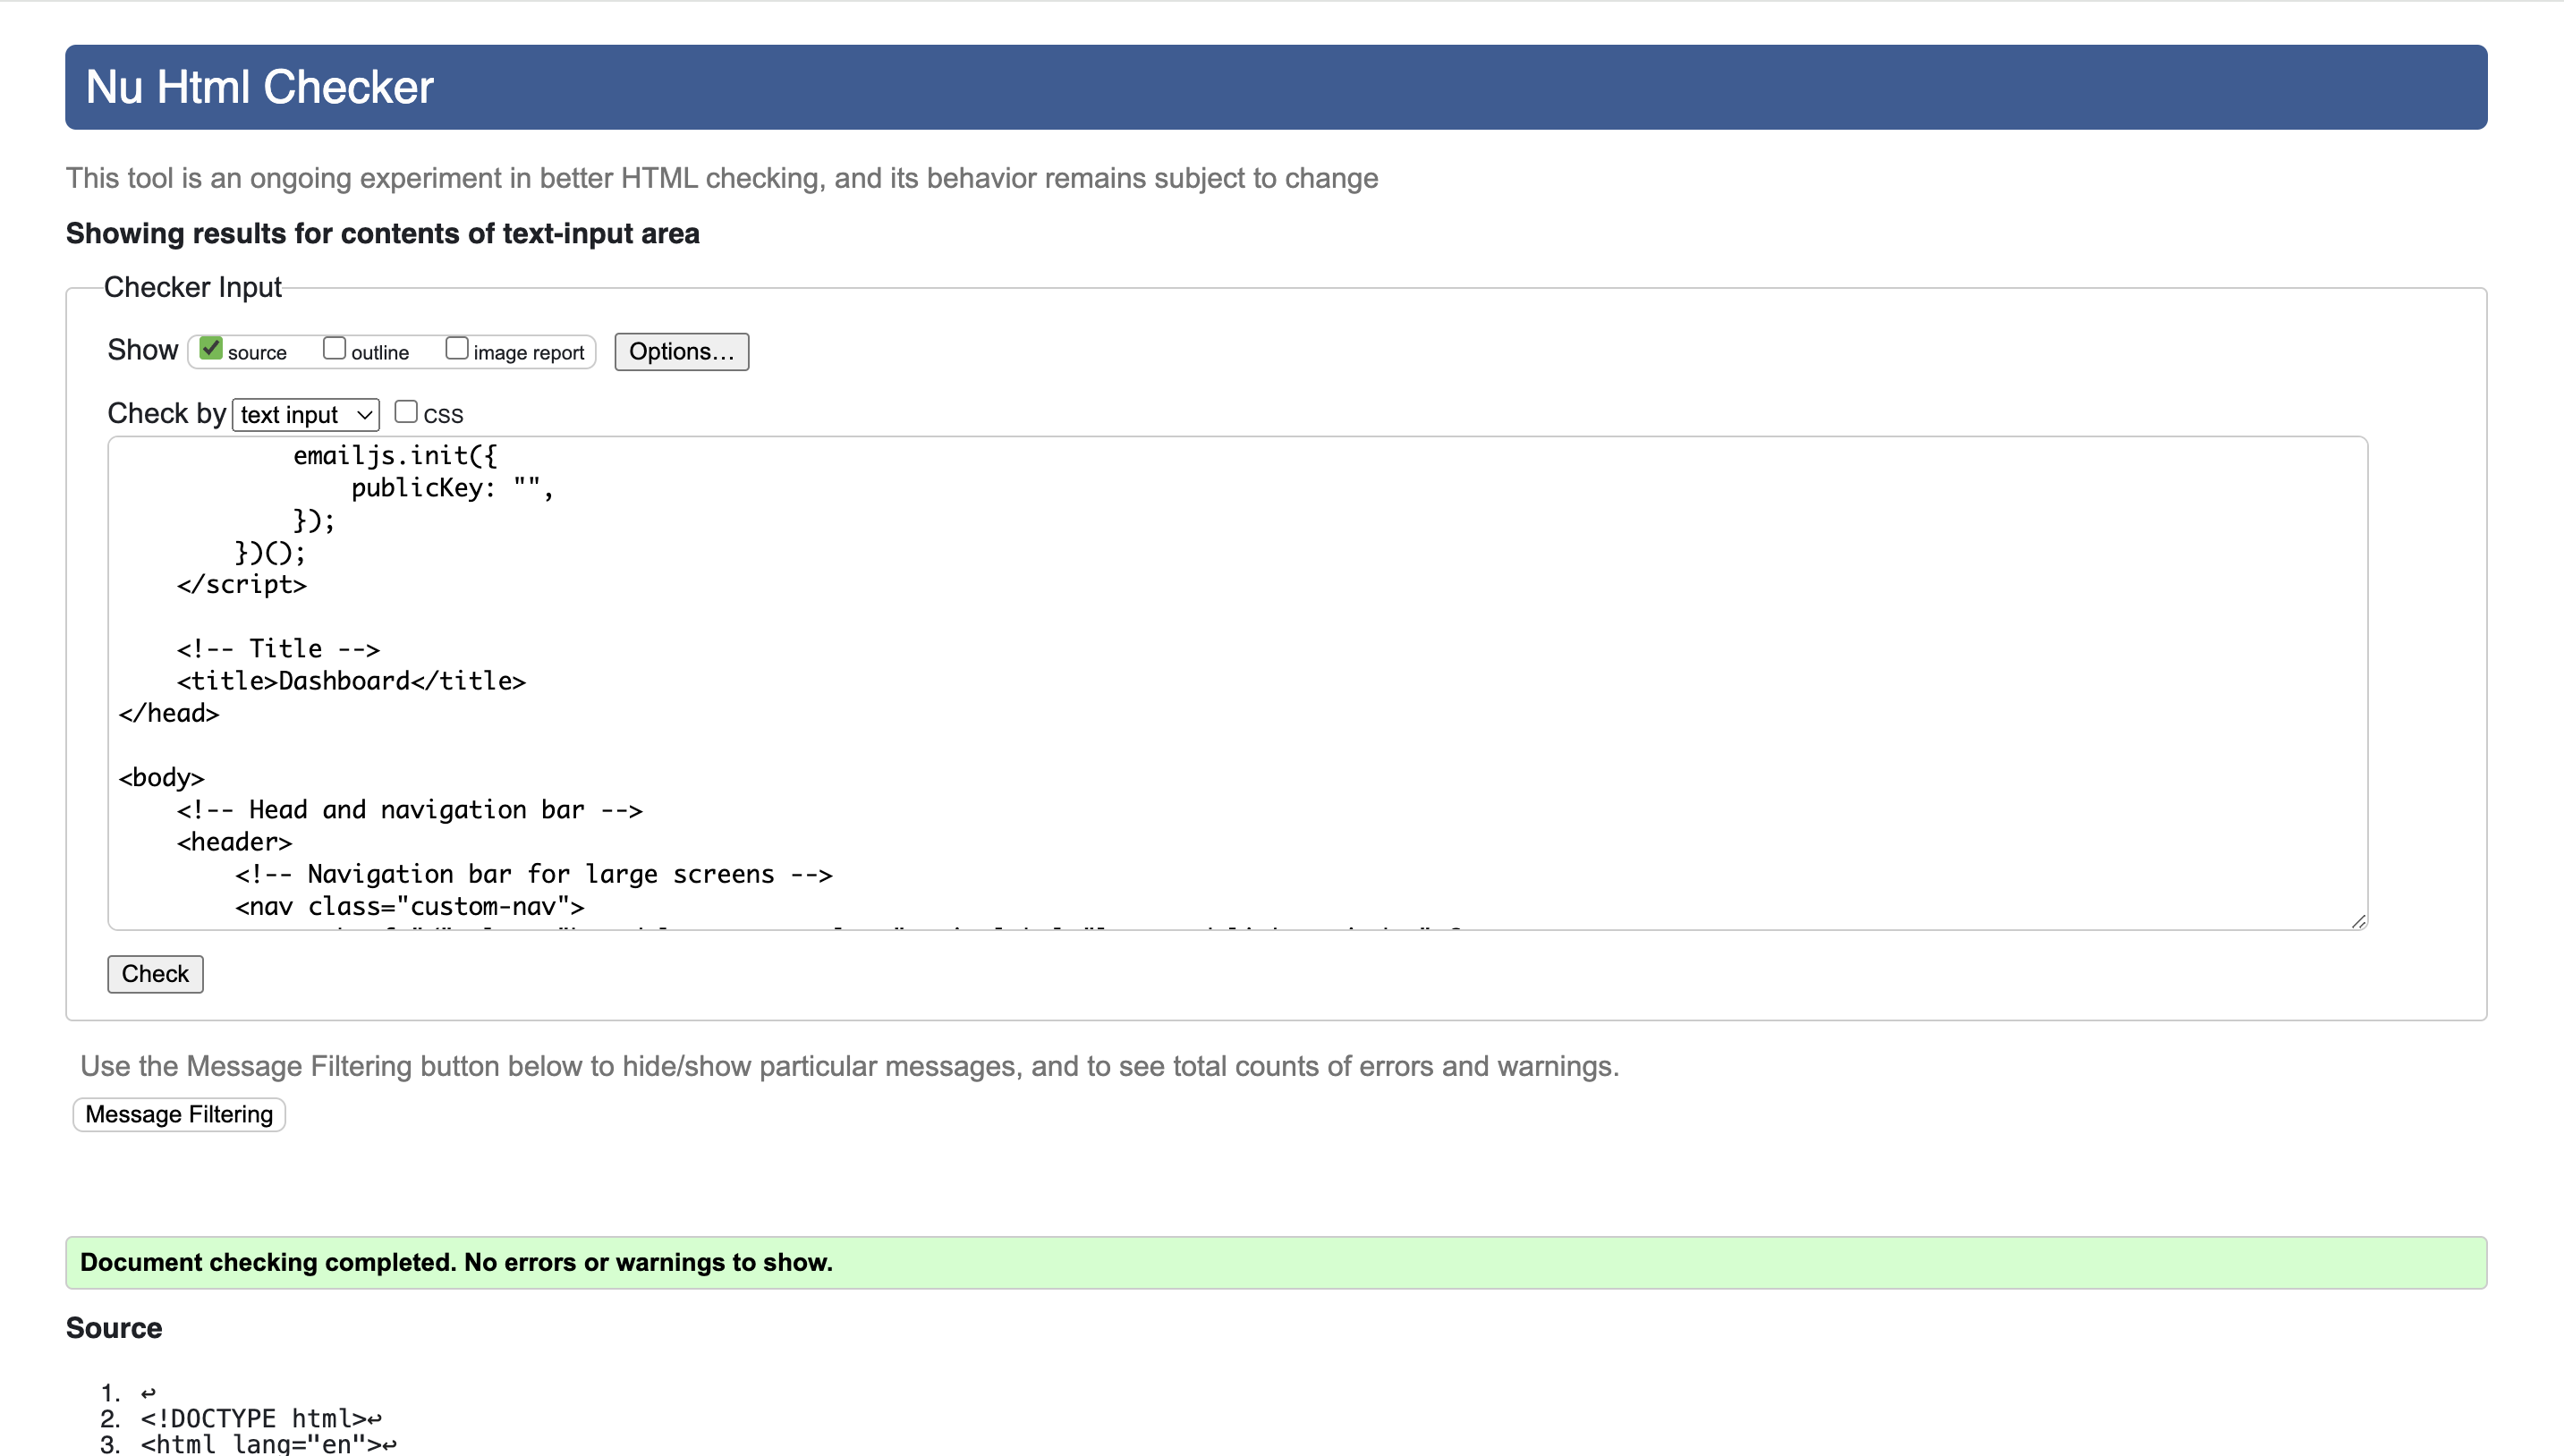 Nu Html Checker
This tool is an ongoing experiment in better HTML checking, and its behavior remains subject to change
Showing results for contents of text-input area
Checker Input
Show source outline image report Options...
Check by text input CSS
emailjs.init({
publicKey: "",
});
})();
</script>
<!-- Title -->
<title>Dashboard</title>
</head>
<body>
<!-- Head and navigation bar -->
<header>
<!-- Navigation bar for large screens -->
<nav class="custom-nav">
Check
Use the Message Filtering button below to hide/show particular messages, and to see total counts of errors and warnings.
Message Filtering
Document checking completed. No errors or warnings to show.
Source
1. ↩
2. <!DOCTYPE html>↩
3. <html lang="en">↩